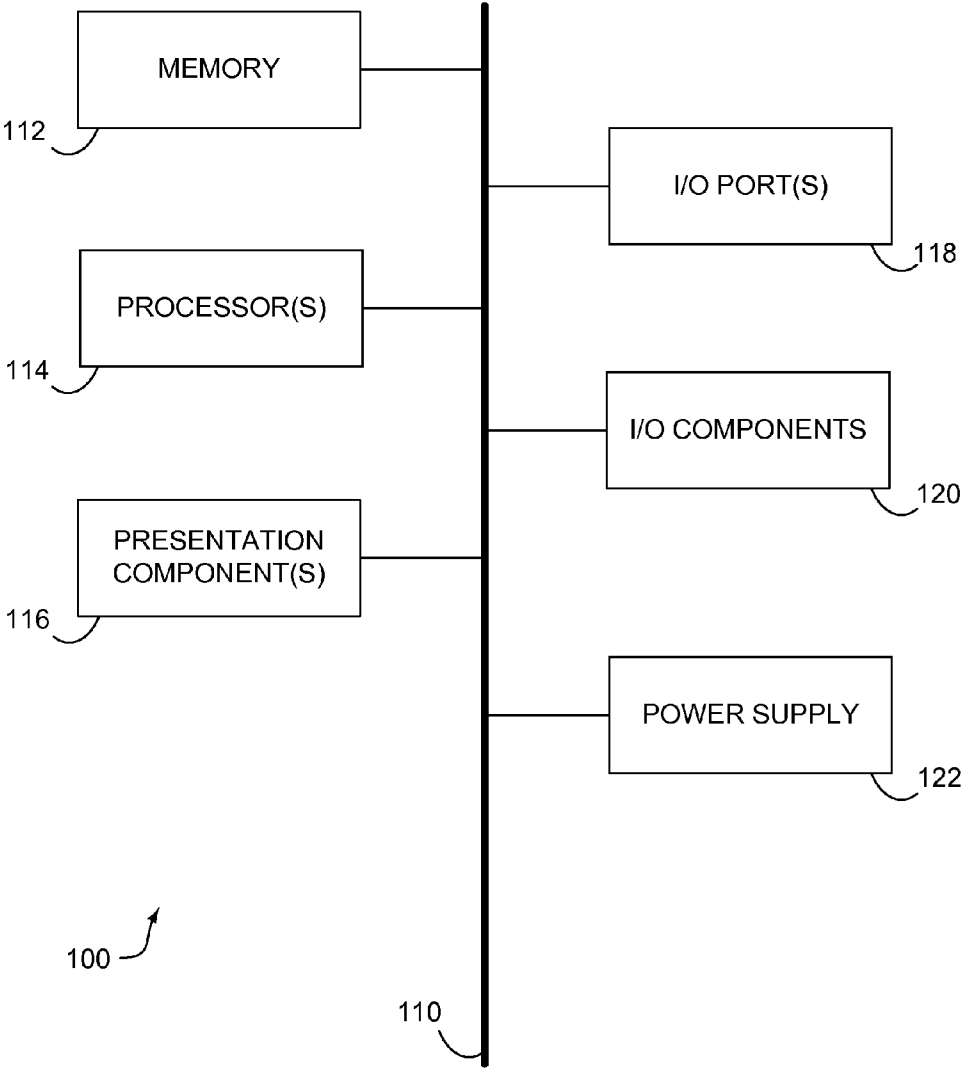 MEMORY
112
I/O PORT(S)
118
PROCESSOR(S)
114
I/O COMPONENTS
120
PRESENTATION
COMPONENT(S)
116
POWER SUPPLY
122
100
110